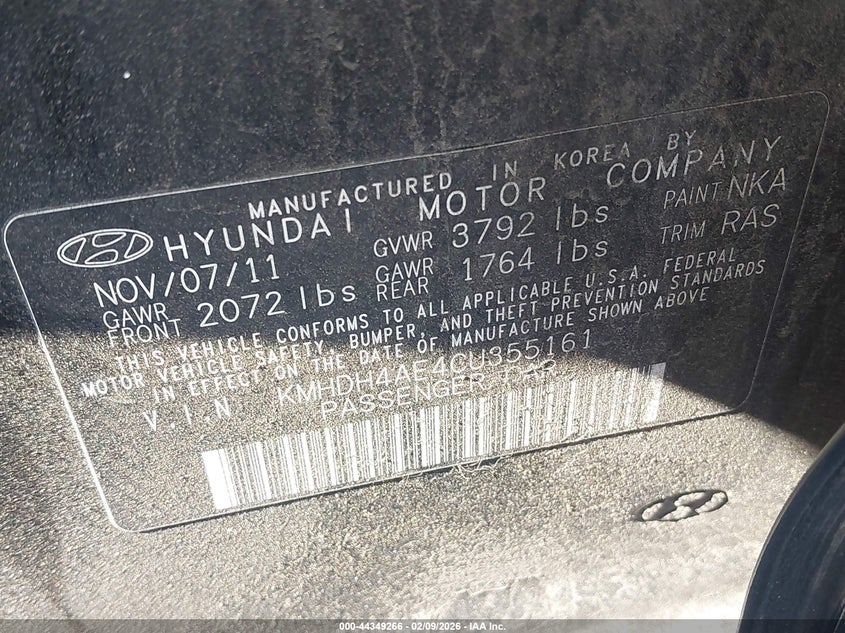 MANUFACTURED IN KOREA BY
HYUNDAI MOTOR COMPANY
NOV/07/11 GVWR 3792 lbs PAINT NKA
GAWR FRONT 2072 lbs GAWR REAR 1764 lbs TRIM RAS
THIS VEHICLE CONFORMS TO ALL APPLICABLE U.S.A. FEDERAL
MOTOR VEHICLE SAFETY, BUMPER, AND THEFT PREVENTION STANDARDS
IN EFFECT ON THE DATE OF MANUFACTURE SHOWN ABOVE
V.I.N KMHDH4AE4CU355161
PASSENGER CAR
000-44349266 - 02/09/2026 - IAA Inc.